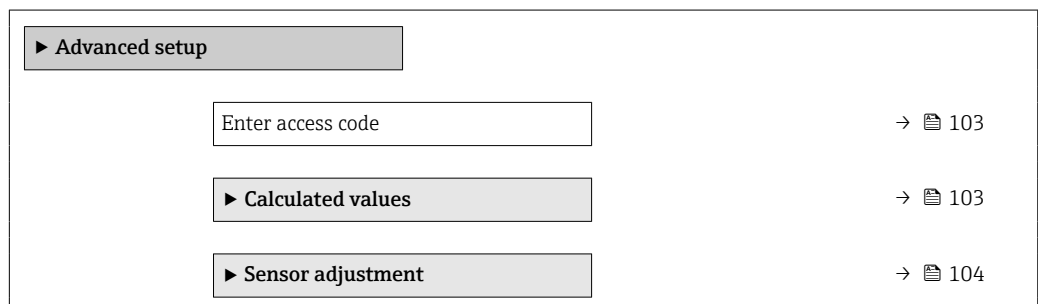 ▶ Advanced setup
Enter access code → 103
▶ Calculated values → 103
▶ Sensor adjustment → 104